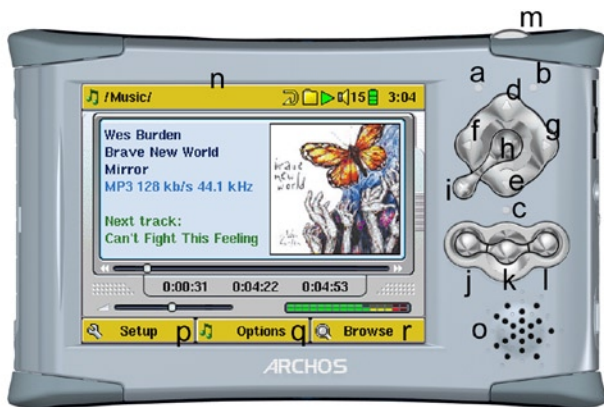 m
n
a
b
/Music/
15
3:04
d
Wes Burden
Brave New World
Mirror
MP3 128 kb/s 44.1 kHz
Next track:
Can't Fight This Feeling
brave
new
world
f
g
h
e
i
c
0:00:31
0:04:22
0:04:53
j
k
l
o
Setup
p
Options
q
Browse
r
ARCHOS